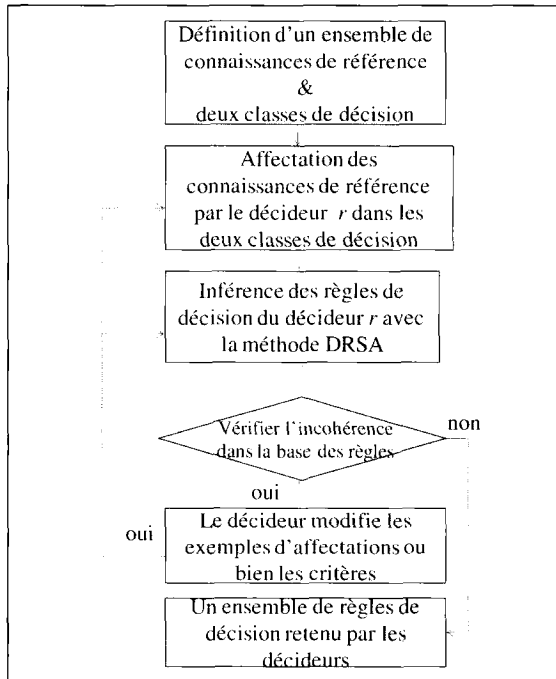 Définition d'un ensemble de
connaissances de référence
&
deux classes de décision
Affectation des
connaissances de référence
par le décideur r dans les
deux classes de décision
Inférence des règles de
décision du décideur r avec
la méthode DRSA
Vérifier l'incohérence
dans la base des règles
non
oui
oui
Le décideur modifie les
exemples d'affectations ou
bien les critères
Un ensemble de règles de
décision retenu par les
décideurs